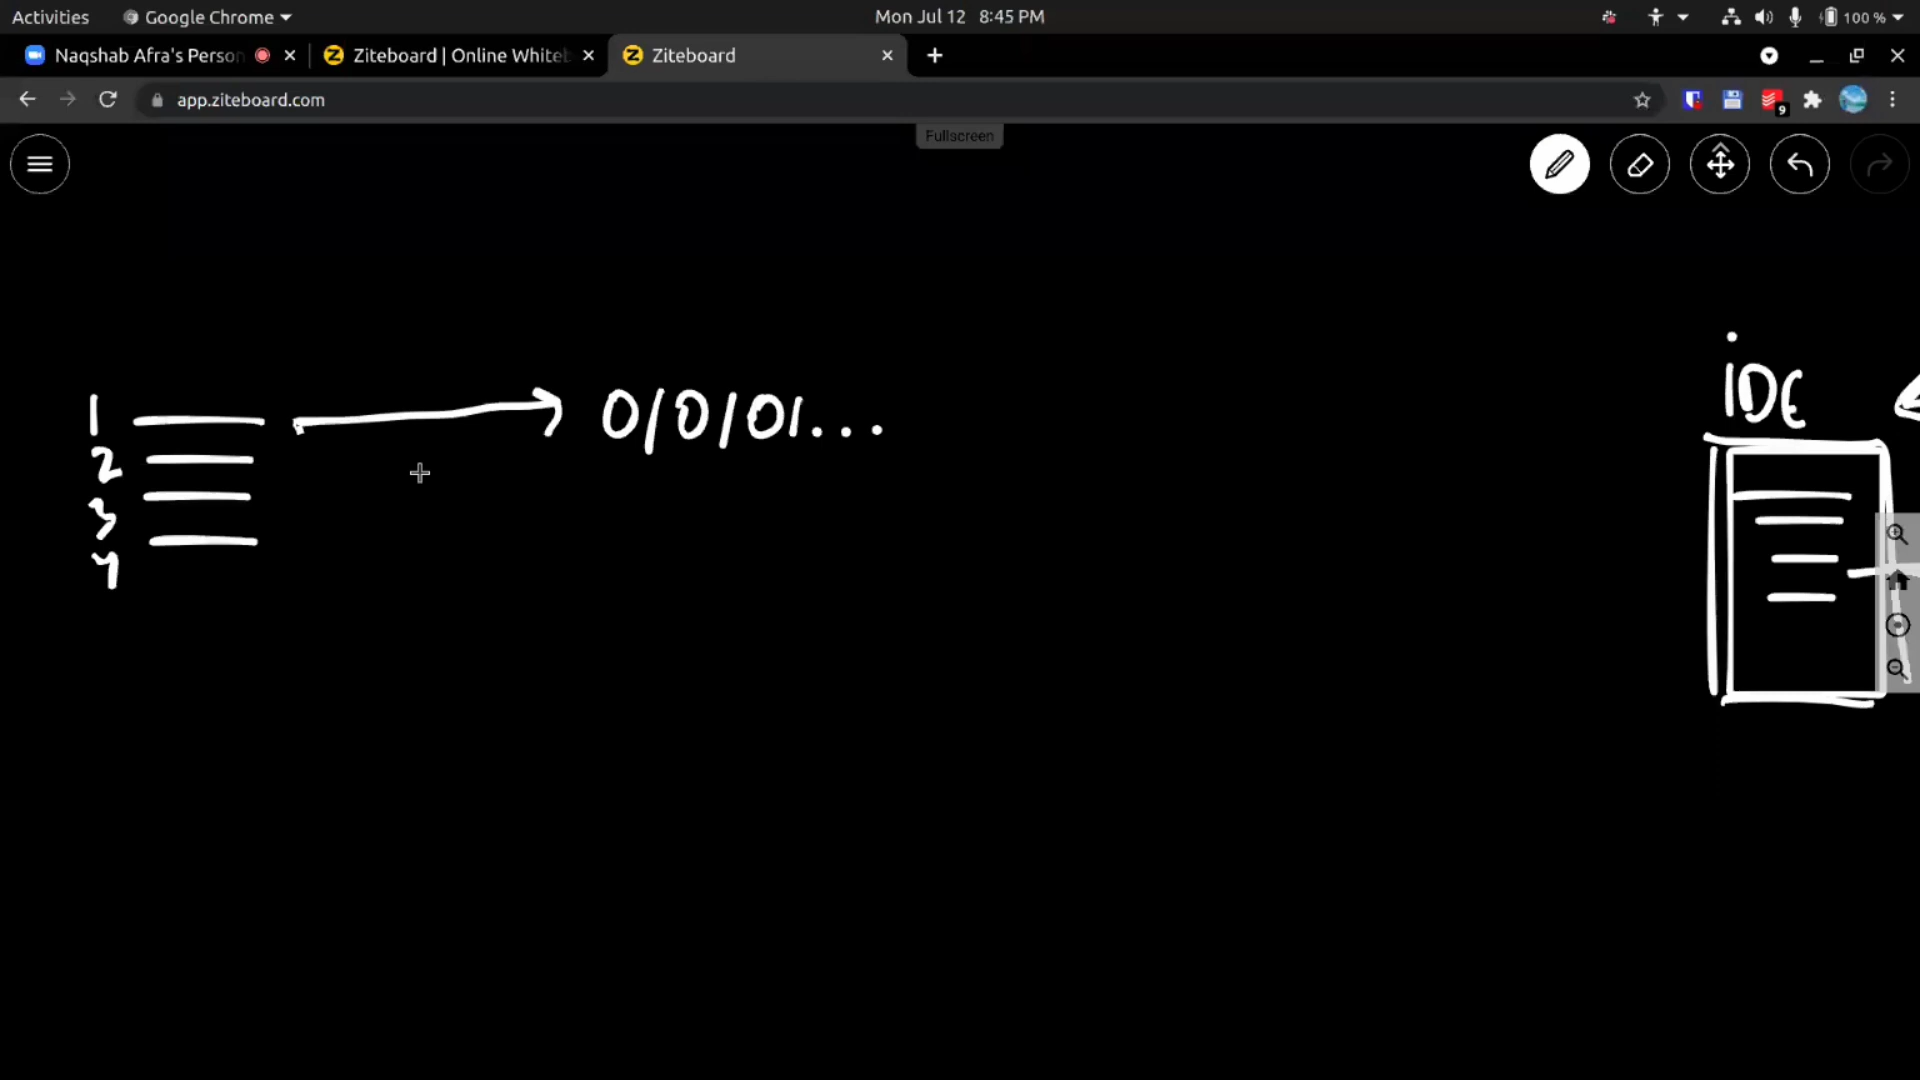 Activities Google Chrome Mon Jul 12 8:45 PM 100 %
Naqshab Afra's Person Ziteboard | Online Whiteb Ziteboard
app.ziteboard.com 9
Fullscreen
IDE
1 0/0/01...
2
3
4